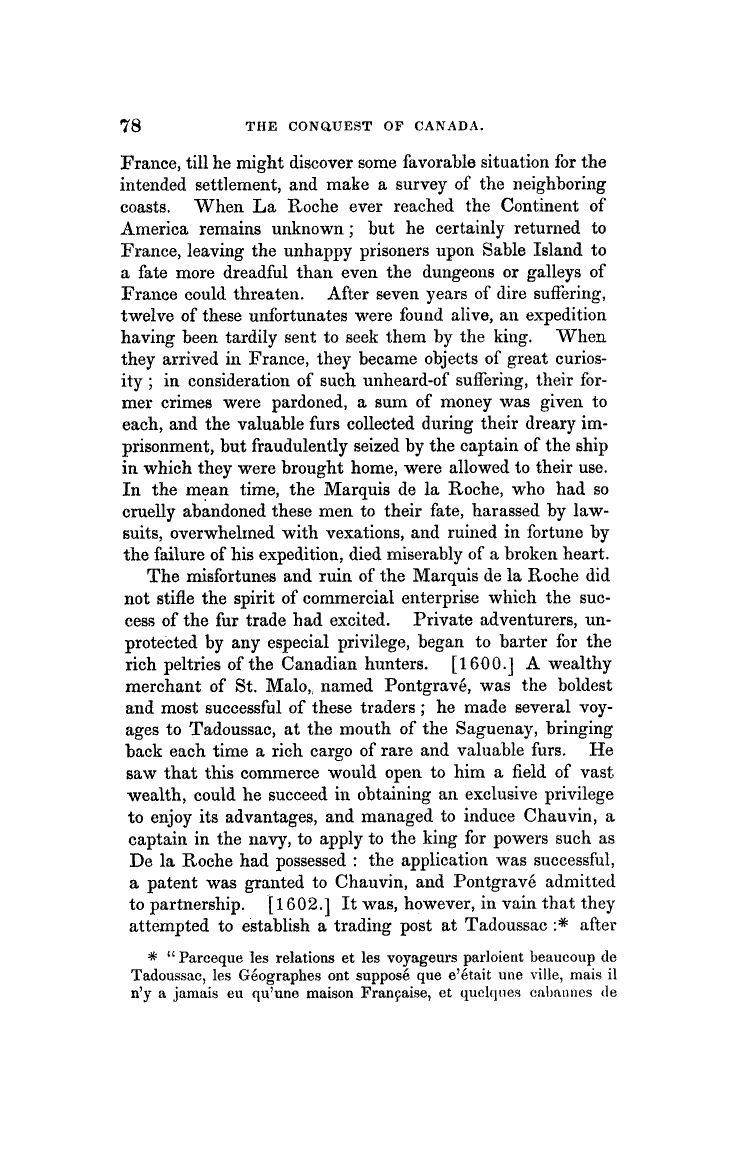 78 THE CONQUEST OF CANADA.
France, till he might discover some favorable situation for the
intended settlement, and make a survey of the neighboring
coasts. When La Roche ever reached the Continent of
America remains unknown ; but he certainly returned to
France, leaving the unhappy prisoners upon Sable Island to
a fate more dreadful than even the dungeons or galleys of
France could threaten. After seven years of dire suffering,
twelve of these unfortunates were found alive, an expedition
having been tardily sent to seek them by the king. When
they arrived in France, they became objects of great curios-
ity ; in consideration of such unheard-of suffering, their for-
mer crimes were pardoned, a sum of money was given to
each, and the valuable furs collected during their dreary im-
prisonment, but fraudulently seized by the captain of the ship
in which they were brought home, were allowed to their use.
In the mean time, the Marquis de la Roche, who had so
cruelly abandoned these men to their fate, harassed by law-
suits, overwhelmed with vexations, and ruined in fortune by
the failure of his expedition, died miserably of a broken heart.
The misfortunes and ruin of the Marquis de la Roche did
not stifle the spirit of commercial enterprise which the suc-
cess of the fur trade had excited. Private adventurers, un-
protected by any especial privilege, began to barter for the
rich peltries of the Canadian hunters. [1600.] A wealthy
merchant of St. Malo, named Pontgravé, was the boldest
and most successful of these traders ; he made several voy-
ages to Tadoussac, at the mouth of the Saguenay, bringing
back each time a rich cargo of rare and valuable furs. He
saw that this commerce would open to him a field of vast
wealth, could he succeed in obtaining an exclusive privilege
to enjoy its advantages, and managed to induce Chauvin, a
captain in the navy, to apply to the king for powers such as
De la Roche had possessed : the application was successful,
a patent was granted to Chauvin, and Pontgravé admitted
to partnership. [1602.] It was, however, in vain that they
attempted to establish a trading post at Tadoussac :* after
* “ Parceque les relations et les voyageurs parloient beaucoup de
Tadoussac, les Géographes ont supposé que e'était une ville, mais il
n'y a jamais eu qu'une maison Française, et quelques cabannes de